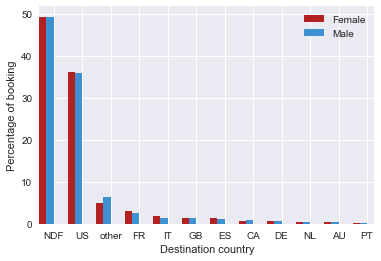 50
40
30
20
10
0
Percentage of booking
Female
Male
NDF US other FR IT GB ES CA DE NL AU PT
Destination country